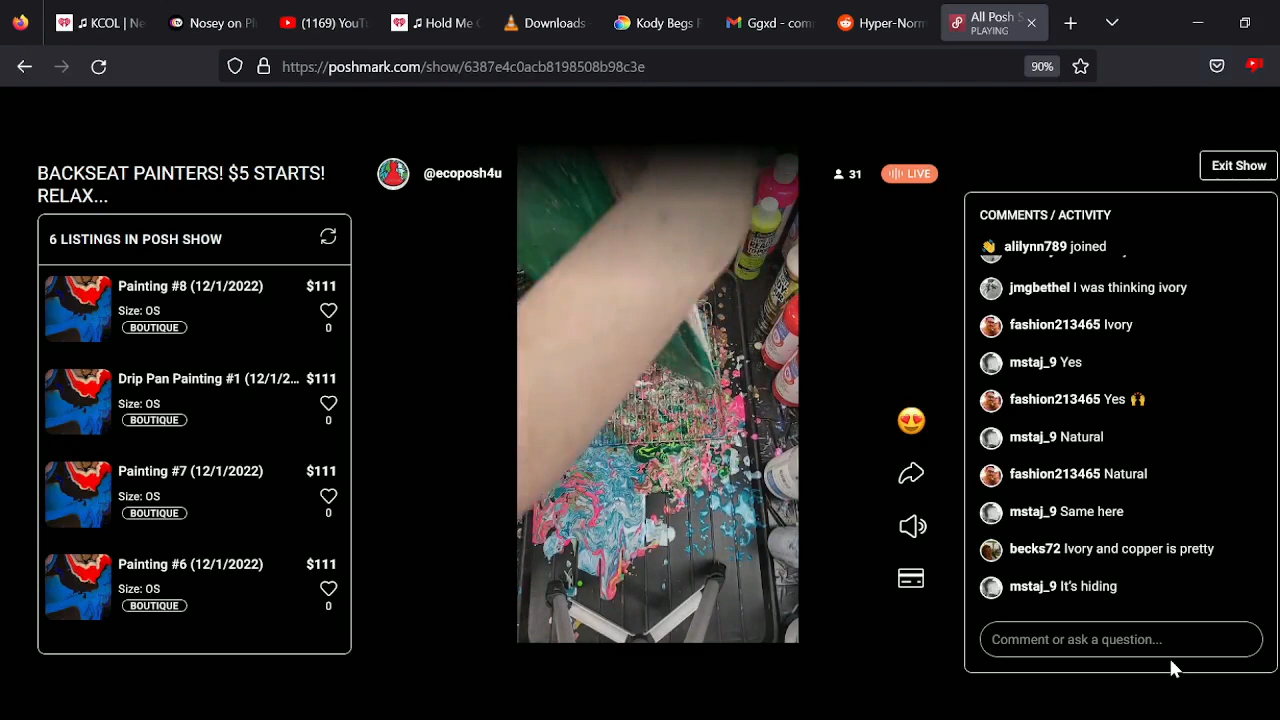 KCOL | Ne
Nosey on Pl
(1169) YouTu
Hold Me C
Downloads
Kody Begs F
Ggxd - com
Hyper-Norm
All Posh S
PLAYING
https://poshmark.com/show/6387e4c0acb8198508b98c3e
90%
BACKSEAT PAINTERS! $5 STARTS!
RELAX...
6 LISTINGS IN POSH SHOW
Painting #8 (12/1/2022) $111
Size: OS
BOUTIQUE 0
Drip Pan Painting #1 (12/1/2... $111
Size: OS
BOUTIQUE 0
Painting #7 (12/1/2022) $111
Size: OS
BOUTIQUE 0
Painting #6 (12/1/2022) $111
Size: OS
BOUTIQUE 0
@ecoposh4u
31
LIVE
Exit Show
COMMENTS / ACTIVITY
alilynn789 joined
jmgbethel I was thinking ivory
fashion213465 Ivory
mstaj_9 Yes
fashion213465 Yes 🙌
mstaj_9 Natural
fashion213465 Natural
mstaj_9 Same here
becks72 Ivory and copper is pretty
mstaj_9 It's hiding
Comment or ask a question...